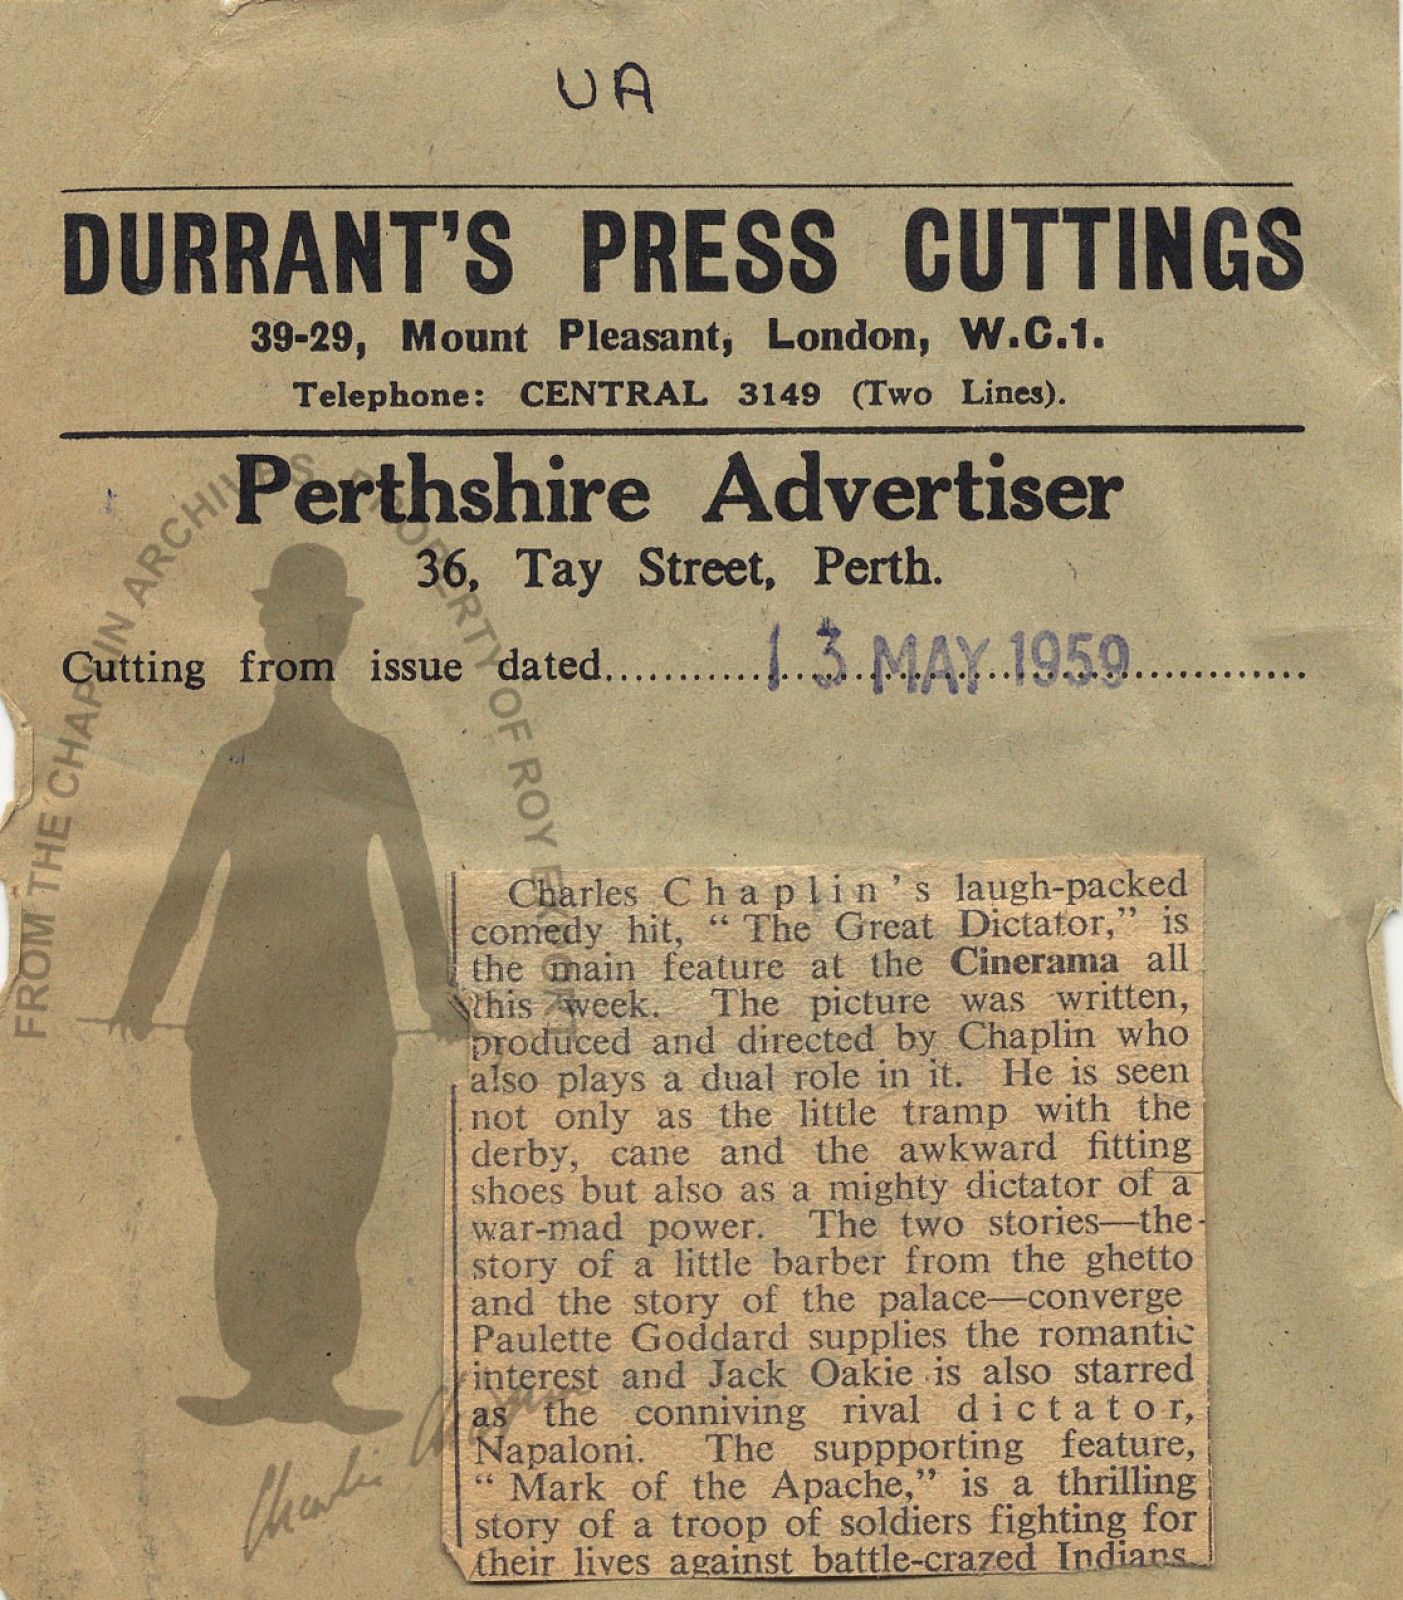 UA
DURRANT'S PRESS CUTTINGS
39-29, Mount Pleasant, London, W.C.1.
Telephone: CENTRAL 3149 (Two Lines).
Perthshire Advertiser
36, Tay Street, Perth.
Cutting from issue dated 13 MAY 1959
FROM THE CHAPLIN ARCHIVES PROPERTY OF ROY EXPORT
Charles Chaplin's laugh-packed
comedy hit, “The Great Dictator,” is
the main feature at the Cinerama all
this week. The picture was written,
produced and directed by Chaplin who
also plays a dual role in it. He is seen
not only as the little tramp with the
derby, cane and the awkward fitting
shoes but also as a mighty dictator of a
war-mad power. The two stories—the
story of a little barber from the ghetto
and the story of the palace—converge
Paulette Goddard supplies the romantic
interest and Jack Oakie is also starred
as the conniving rival dictator,
Napaloni. The suppporting feature,
“Mark of the Apache,” is a thrilling
story of a troop of soldiers fighting for
their lives against battle-crazed Indians.
Charlie Chaplin